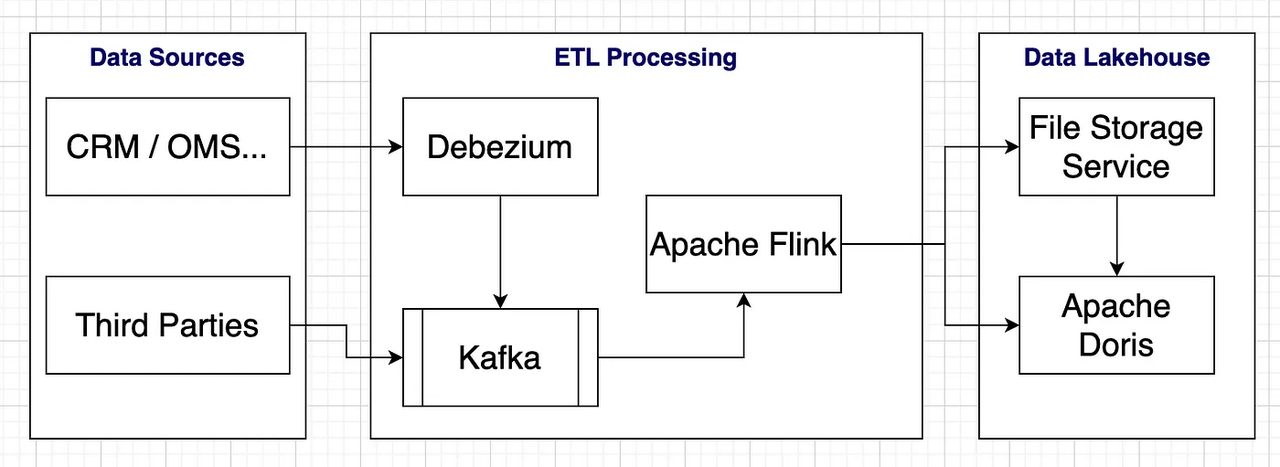 Data Sources
CRM / OMS...
Third Parties
ETL Processing
Debezium
Apache Flink
Kafka
Data Lakehouse
File Storage
Service
Apache
Doris